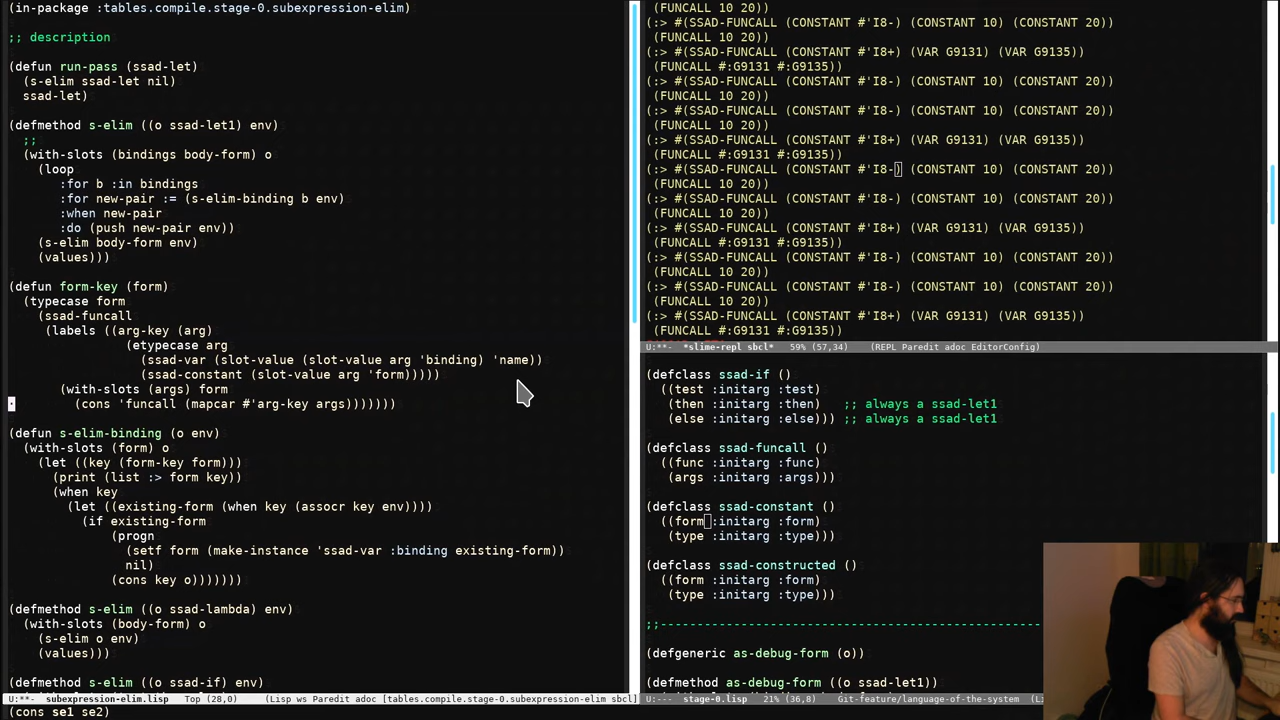 (in-package :tables.compile.stage-0.subexpression-elim)
;; description
(defun run-pass (ssad-let)
  (s-elim ssad-let nil)
  ssad-let)
(defmethod s-elim ((o ssad-let1) env)
  ;;
  (with-slots (bindings body-form) o
    (loop
      :for b :in bindings
      :for new-pair := (s-elim-binding b env)
      :when new-pair
      :do (push new-pair env))
    (s-elim body-form env)
    (values)))
(defun form-key (form)
  (typecase form
    (ssad-funcall
     (labels ((arg-key (arg)
                (etypecase arg
                  (ssad-var (slot-value (slot-value arg 'binding) 'name))
                  (ssad-constant (slot-value arg 'form)))))
       (with-slots (args) form
         (cons 'funcall (mapcar #'arg-key args)))))))
(defun s-elim-binding (o env)
  (with-slots (form) o
    (let ((key (form-key form)))
      (print (list :> form key))
      (when key
        (let ((existing-form (when key (assocr key env))))
          (if existing-form
              (progn
                (setf form (make-instance 'ssad-var :binding existing-form))
                nil)
              (cons key o)))))))
(defmethod s-elim ((o ssad-lambda) env)
  (with-slots (body-form) o
    (s-elim o env)
    (values)))
(defmethod s-elim ((o ssad-if) env)
U:**-  subexpression-elim.lisp   Top (28,0)     (Lisp ws Paredit adoc [tables.compile.stage-0.subexpression-elim sbcl]
(cons se1 se2)
 (FUNCALL 10 20))
(:> #(SSAD-FUNCALL (CONSTANT #'I8-) (CONSTANT 10) (CONSTANT 20))
 (FUNCALL 10 20))
(:> #(SSAD-FUNCALL (CONSTANT #'I8+) (VAR G9131) (VAR G9135))
 (FUNCALL #:G9131 #:G9135))
(:> #(SSAD-FUNCALL (CONSTANT #'I8-) (CONSTANT 10) (CONSTANT 20))
 (FUNCALL 10 20))
(:> #(SSAD-FUNCALL (CONSTANT #'I8-) (CONSTANT 10) (CONSTANT 20))
 (FUNCALL 10 20))
(:> #(SSAD-FUNCALL (CONSTANT #'I8+) (VAR G9131) (VAR G9135))
 (FUNCALL #:G9131 #:G9135))
(:> #(SSAD-FUNCALL (CONSTANT #'I8-) (CONSTANT 10) (CONSTANT 20))
 (FUNCALL 10 20))
(:> #(SSAD-FUNCALL (CONSTANT #'I8-) (CONSTANT 10) (CONSTANT 20))
 (FUNCALL 10 20))
(:> #(SSAD-FUNCALL (CONSTANT #'I8+) (VAR G9131) (VAR G9135))
 (FUNCALL #:G9131 #:G9135))
(:> #(SSAD-FUNCALL (CONSTANT #'I8-) (CONSTANT 10) (CONSTANT 20))
 (FUNCALL 10 20))
(:> #(SSAD-FUNCALL (CONSTANT #'I8-) (CONSTANT 10) (CONSTANT 20))
 (FUNCALL 10 20))
(:> #(SSAD-FUNCALL (CONSTANT #'I8+) (VAR G9131) (VAR G9135))
 (FUNCALL #:G9131 #:G9135))
U:**-  *slime-repl sbcl*   59% (57,34)    (REPL Paredit adoc EditorConfig)
(defclass ssad-if ()
  ((test :initarg :test)
   (then :initarg :then)   ;; always a ssad-let1
   (else :initarg :else))) ;; always a ssad-let1
(defclass ssad-funcall ()
  ((func :initarg :func)
   (args :initarg :args)))
(defclass ssad-constant ()
  ((form :initarg :form)
   (type :initarg :type)))
(defclass ssad-constructed ()
  ((form :initarg :form)
   (type :initarg :type)))
;;----------------------------------------------------
(defgeneric as-debug-form (o))
(defmethod as-debug-form ((o ssad-let1))
U:---  stage-0.lisp   21% (36,8)     Git-feature/language-of-the-system  (Li